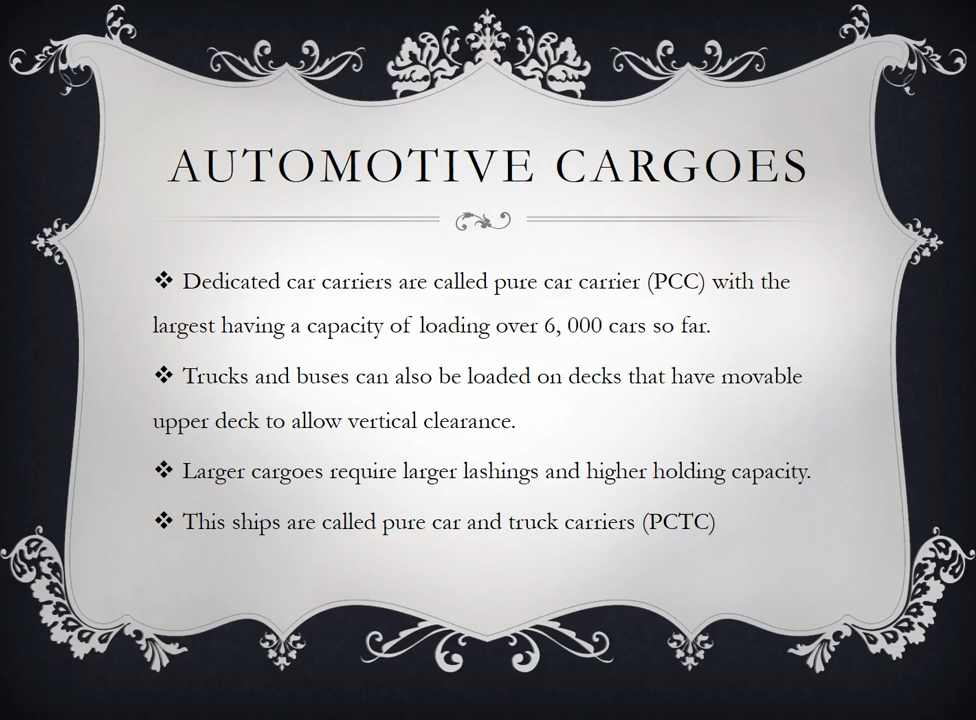 AUTOMOTIVE CARGOES
❖ Dedicated car carriers are called pure car carrier (PCC) with the
largest having a capacity of loading over 6, 000 cars so far.
❖ Trucks and buses can also be loaded on decks that have movable
upper deck to allow vertical clearance.
❖ Larger cargoes require larger lashings and higher holding capacity.
❖ This ships are called pure car and truck carriers (PCTC)